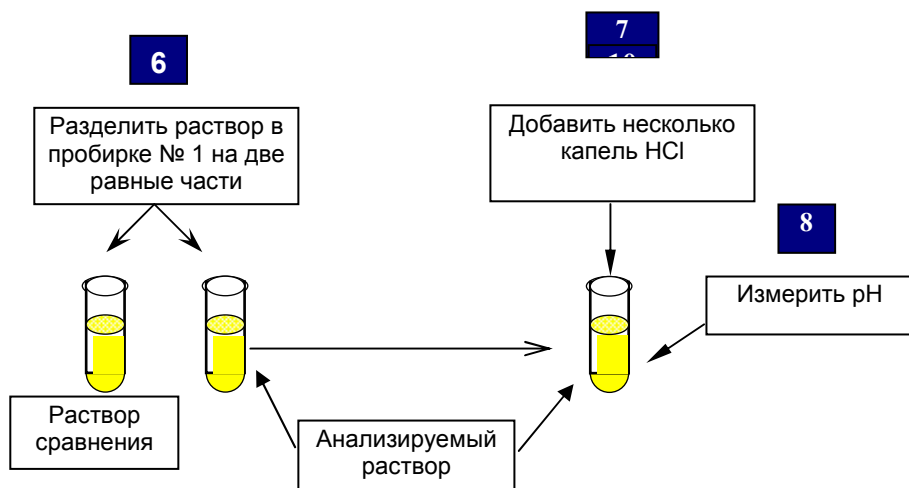 6
7
Разделить раствор в
пробирке № 1 на две
равные части
Добавить несколько
капель HCl
8
Измерить pH
Раствор
сравнения
Анализируемый
раствор